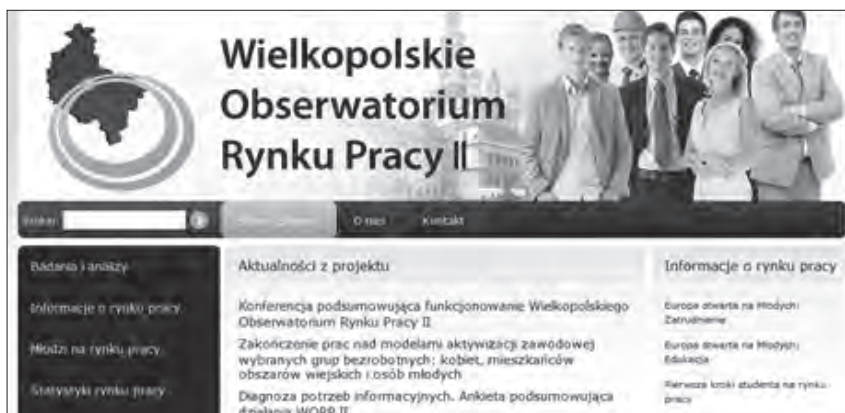 Wielkopolskie
Obserwatorium
Rynku Pracy II
Szukaj
O nas
Kontakt
Badania i analizy
Informacje o rynku pracy
Młodzi na rynku pracy
Statystyki rynku pracy
Aktualności z projektu
Konferencja podsumowująca funkcjonowanie Wielkopolskiego
Obserwatorium Rynku Pracy II
Zakończenie prac nad modelami aktywizacji zawodowej
wybranych grup bezrobotnych: kobiet, mieszkańców
obszarów wiejskich i osób młodych
Diagnoza potrzeb informacyjnych. Ankieta podsumowująca
działania WORP II
Informacje o rynku pracy
Europa otwarta na Młodych:
Zatrudnienie
Europa otwarta na Młodych:
Edukacja
Pierwsze kroki studenta na rynku
pracy